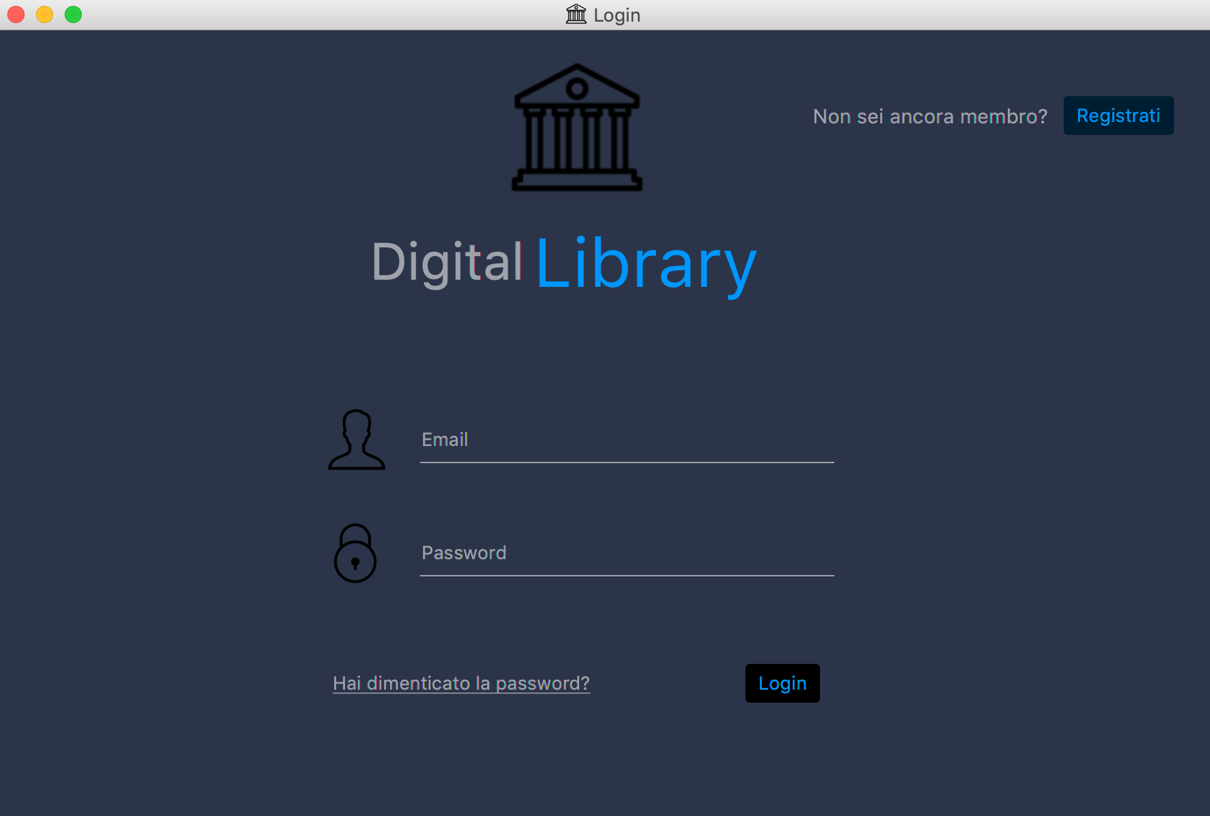 Login
Non sei ancora membro? Registrati
Digital Library
Email
Password
Hai dimenticato la password? Login